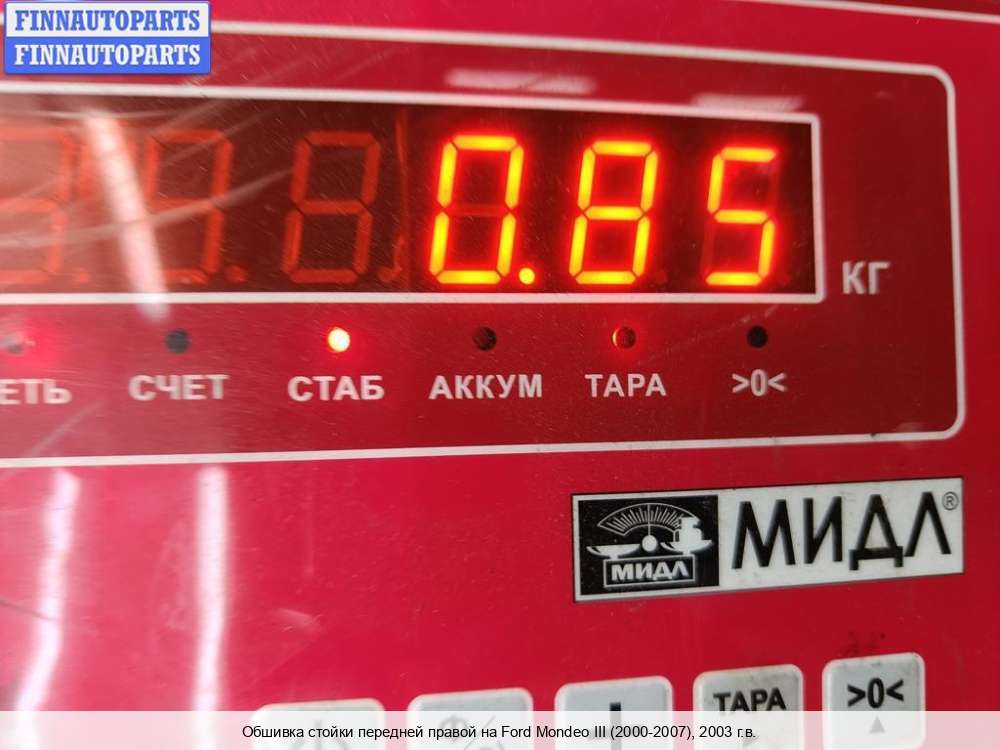 FINNAUTOPARTS
FINNAUTOPARTS
0.85
КГ
ЕТЬ СЧЕТ СТАБ АККУМ ТАРА >0<
МИДЛ МИДЛ®
ТАРА >0<
Обшивка стойки передней правой на Ford Mondeo III (2000-2007), 2003 г.в.